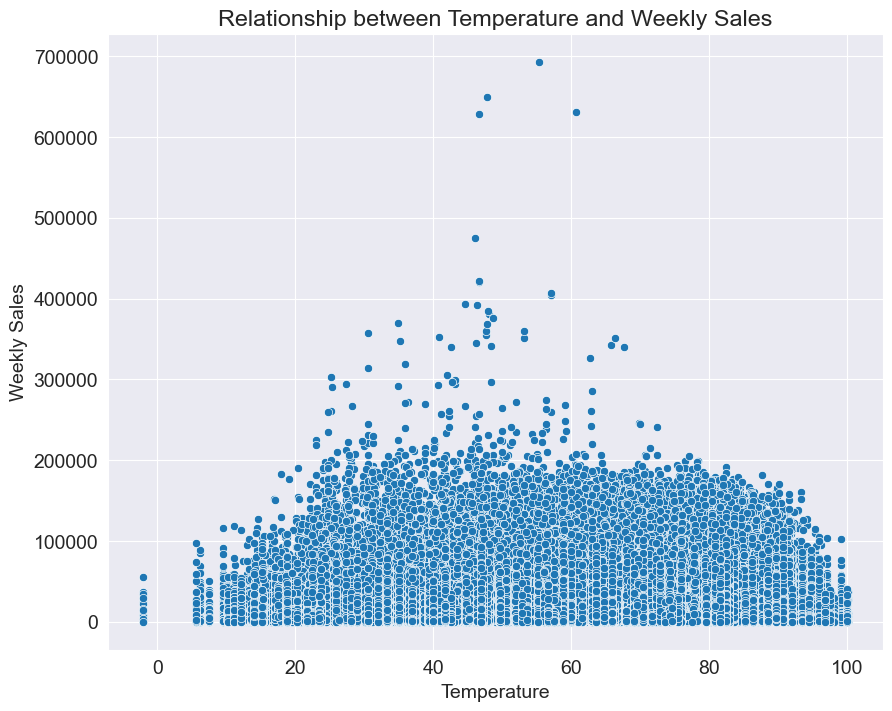 Relationship between Temperature and Weekly Sales
700000
600000
500000
400000
300000
200000
100000
0
Weekly Sales
0 20 40 60 80 100
Temperature